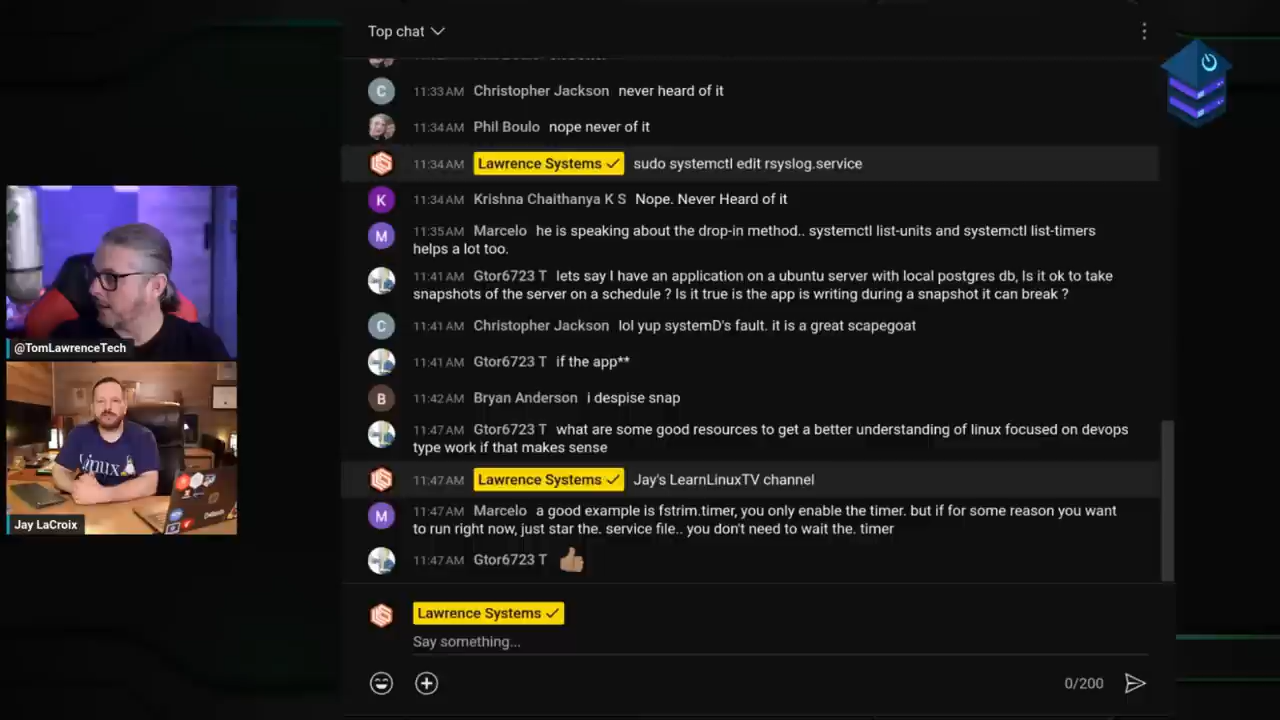 Top chat
C 11:33 AM Christopher Jackson never heard of it
11:34 AM Phil Boulo nope never of it
11:34 AM Lawrence Systems ✓ sudo systemctl edit rsyslog.service
K 11:34 AM Krishna Chaithanya K S Nope. Never Heard of it
M 11:35 AM Marcelo he is speaking about the drop-in method.. systemctl list-units and systemctl list-timers
helps a lot too.
11:41 AM Gtor6723 T lets say I have an application on a ubuntu server with local postgres db, Is it ok to take
snapshots of the server on a schedule ? Is it true is the app is writing during a snapshot it can break ?
C 11:41 AM Christopher Jackson lol yup systemD's fault. it is a great scapegoat
11:41 AM Gtor6723 T if the app**
B 11:42 AM Bryan Anderson i despise snap
11:47 AM Gtor6723 T what are some good resources to get a better understanding of linux focused on devops
type work if that makes sense
11:47 AM Lawrence Systems ✓ Jay's LearnLinuxTV channel
M 11:47 AM Marcelo a good example is fstrim.timer, you only enable the timer. but if for some reason you want
to run right now, just star the. service file.. you don't need to wait the. timer
11:47 AM Gtor6723 T 👍🏽
Lawrence Systems ✓
Say something...
0/200
@TomLawrenceTech
Linux
Jay LaCroix